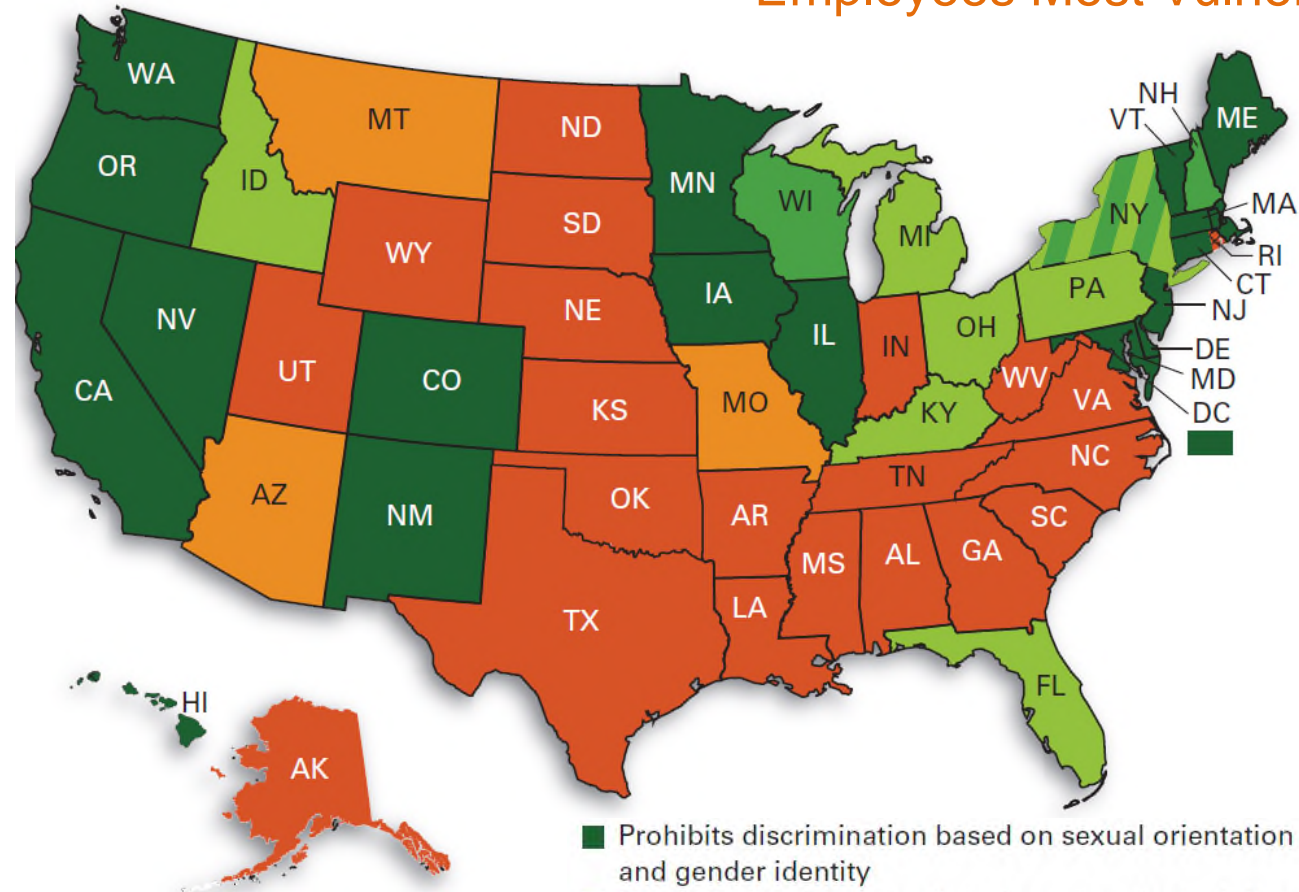 Employees Most Vulner
WA
OR
ID
MT
ND
MN
WI
MI
NY
VT
NH
ME
MA
RI
CT
NJ
DE
MD
DC
PA
OH
WV
VA
SD
WY
NE
IA
IL
IN
KY
NV
UT
CO
KS
MO
CA
AZ
NM
OK
AR
TN
NC
SC
GA
AL
MS
LA
TX
FL
HI
AK
Prohibits discrimination based on sexual orientation
and gender identity